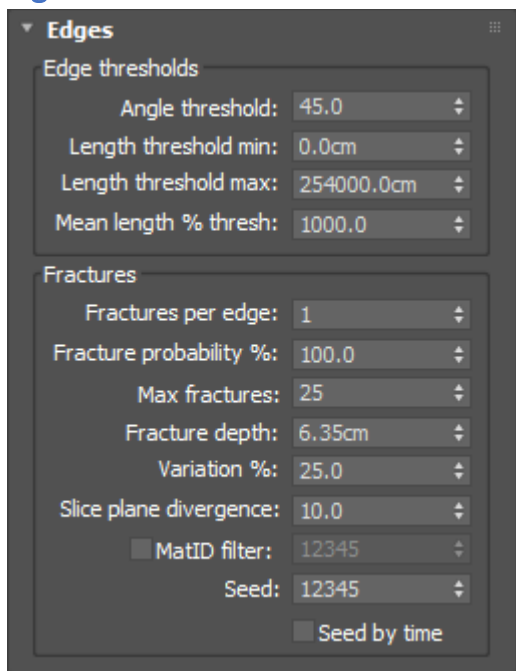 Edges
Edge thresholds
Angle threshold: 45.0
Length threshold min: 0.0cm
Length threshold max: 254000.0cm
Mean length % thresh: 1000.0
Fractures
Fractures per edge: 1
Fracture probability %: 100.0
Max fractures: 25
Fracture depth: 6.35cm
Variation %: 25.0
Slice plane divergence: 10.0
MatID filter: 12345
Seed: 12345
Seed by time